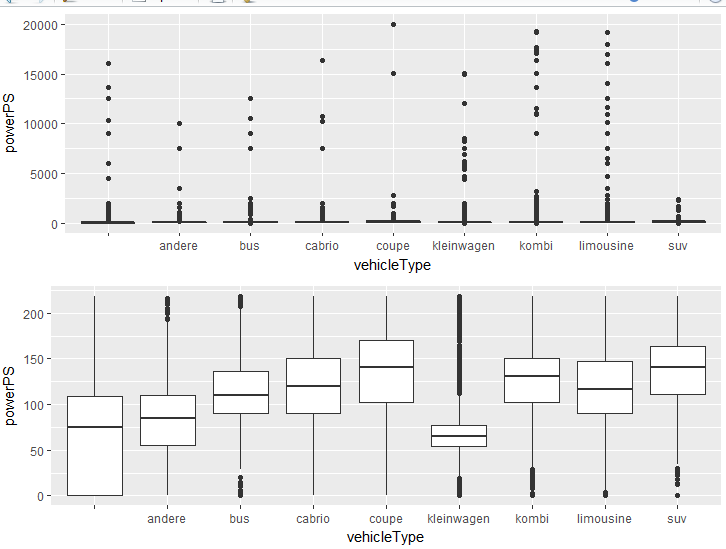 20000
15000
10000
5000
0
powerPS
andere bus cabrio coupe kleinwagen kombi limousine suv
vehicleType
200
150
100
50
0
powerPS
andere bus cabrio coupe kleinwagen kombi limousine suv
vehicleType